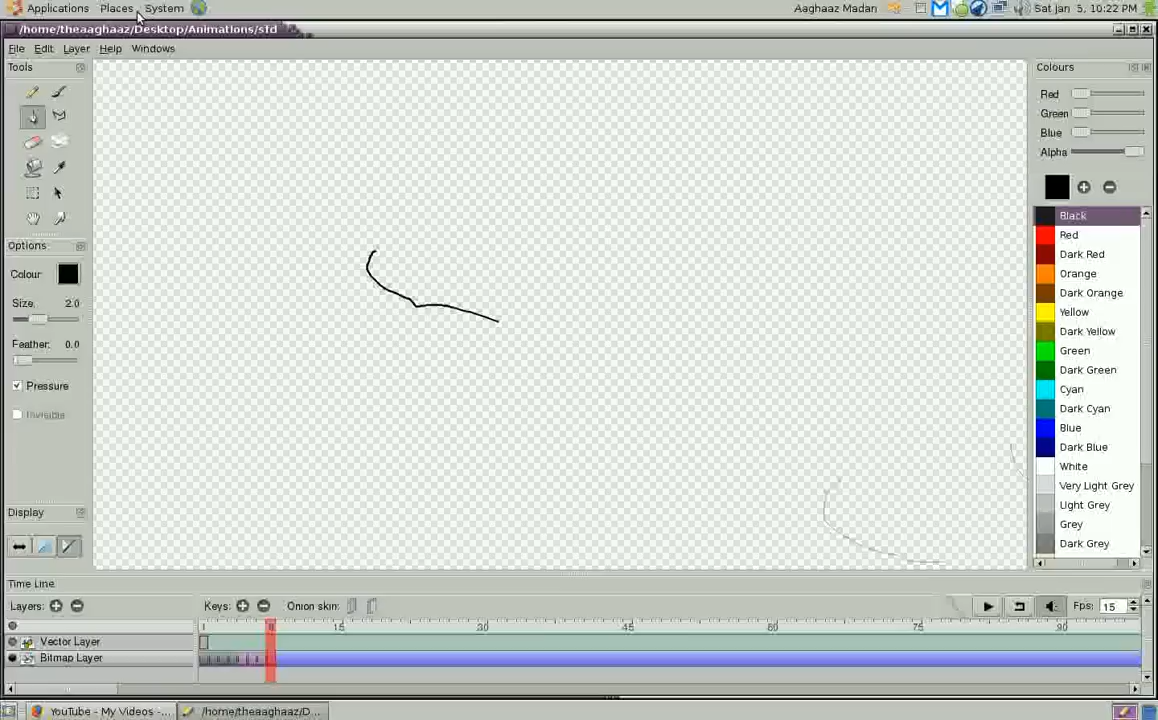 Applications Places System Aaghaaz Madan Sat Jan 5, 10:22 PM
/home/theaaghaaz/Desktop/Animations/sfd
File Edit Layer Help Windows
Tools
Options
Colour:
Size: 2.0
Feather: 0.0
Pressure
Invisible
Display
Colours
Red
Green
Blue
Alpha
Black
Red
Dark Red
Orange
Dark Orange
Yellow
Dark Yellow
Green
Dark Green
Cyan
Dark Cyan
Blue
Dark Blue
White
Very Light Grey
Light Grey
Grey
Dark Grey
Time Line
Layers: Keys: Onion skin: Fps: 15
15 30 45 60 75 90
Vector Layer
Bitmap Layer
YouTube - My Videos -... /home/theaaghaaz/D...